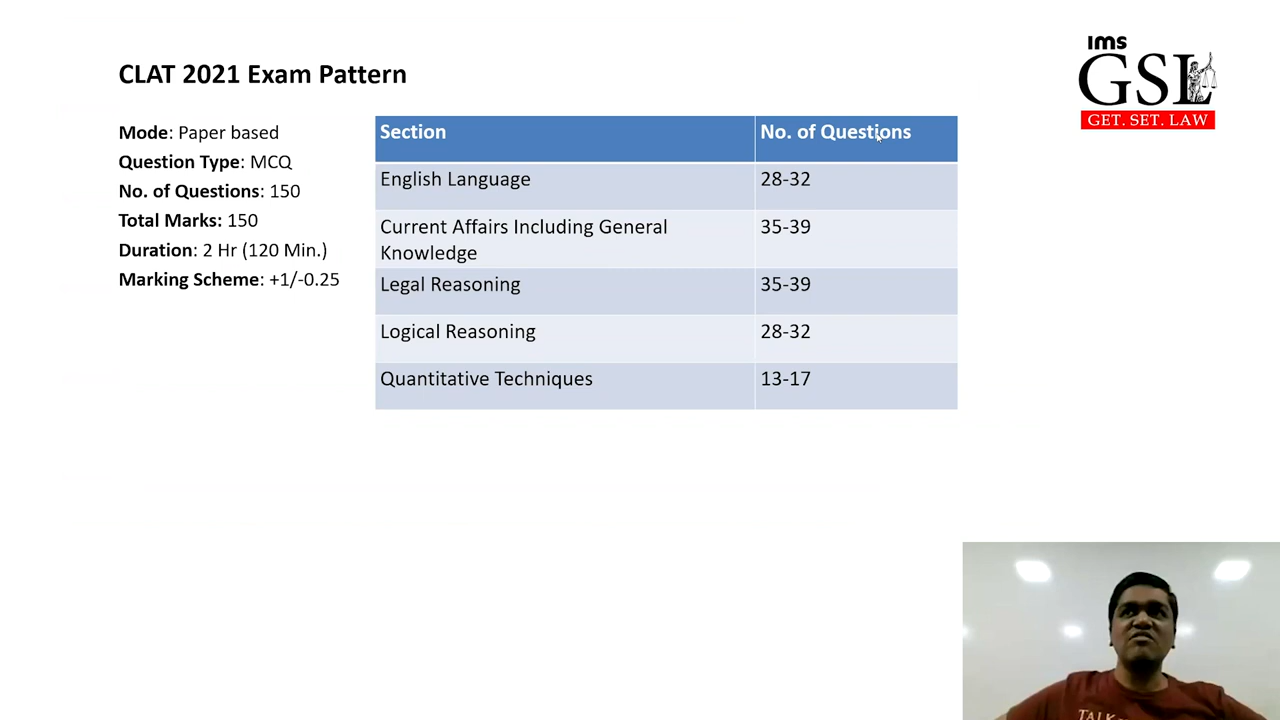 CLAT 2021 Exam Pattern
ims
GSL
GET. SET. LAW
Mode: Paper based
Question Type: MCQ
No. of Questions: 150
Total Marks: 150
Duration: 2 Hr (120 Min.)
Marking Scheme: +1/-0.25
Section No. of Questions
English Language 28-32
Current Affairs Including General
Knowledge 35-39
Legal Reasoning 35-39
Logical Reasoning 28-32
Quantitative Techniques 13-17
TALK